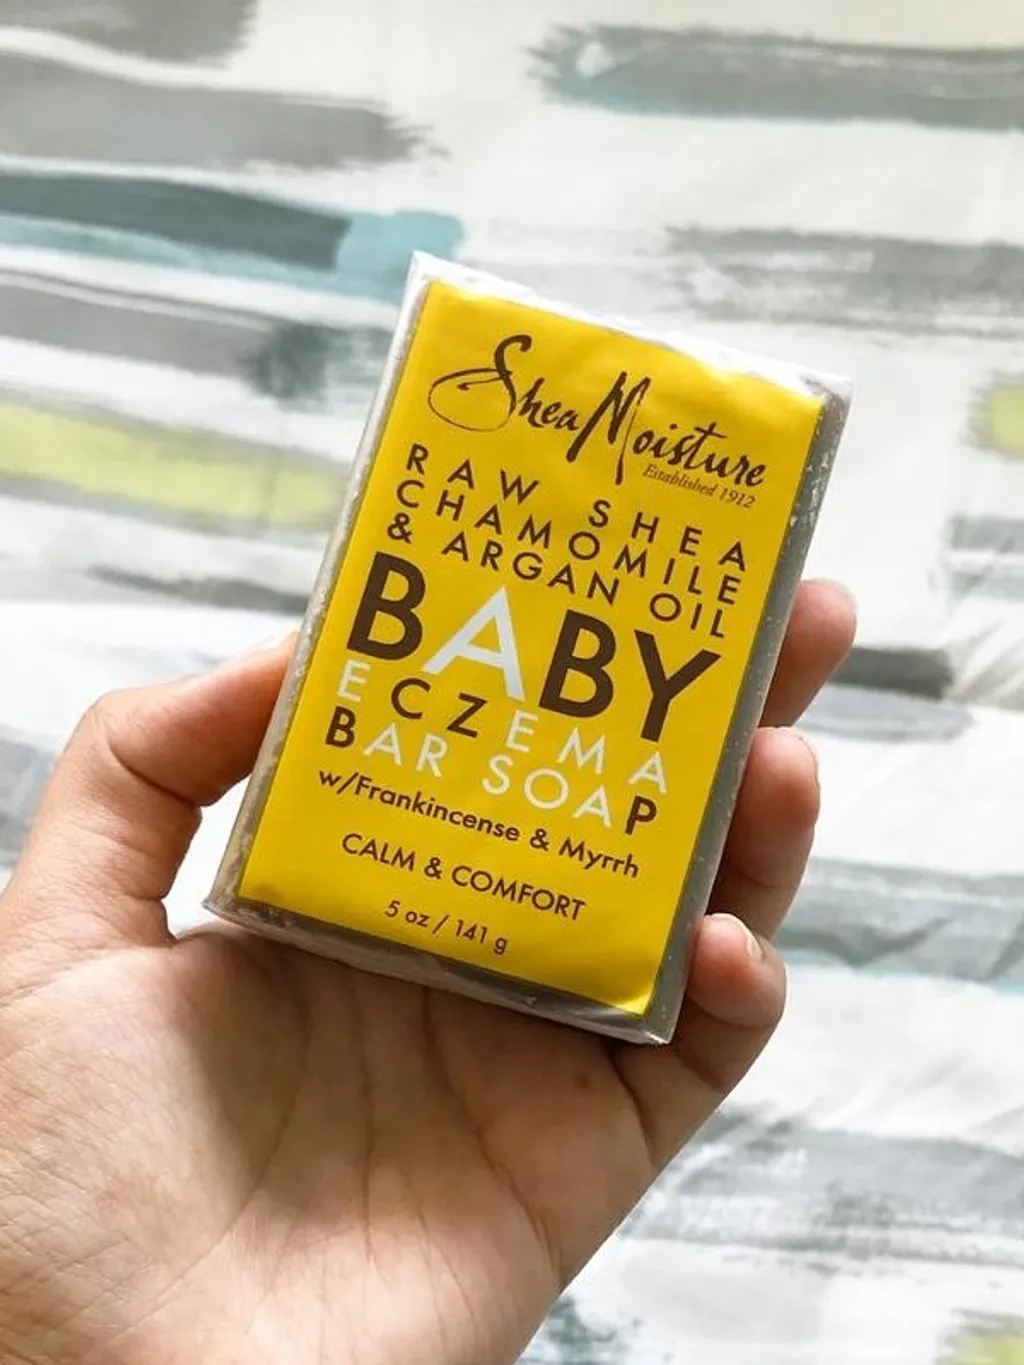 SheaMoisture
Established 1912
RAW SHEA
CHAMOMILE
& ARGAN OIL
BABY
ECZEMA
BAR SOAP
w/Frankincense & Myrrh
CALM & COMFORT
5 oz / 141 g